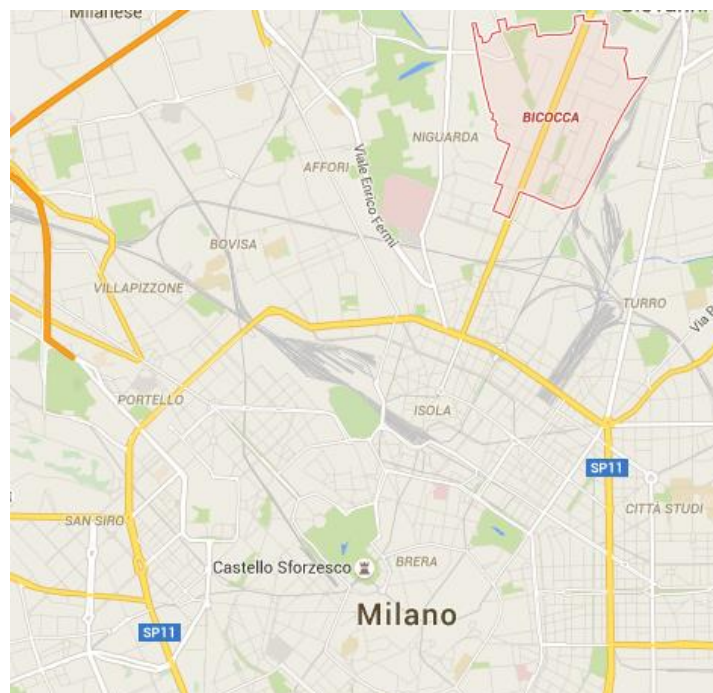 Milanese
BICOCCA
NIGUARDA
AFFORI
Viale Enrico Fermi
BOVISA
VILLAPIZZONE
TURRO
PORTELLO
ISOLA
SP11
CITTÀ STUDI
SAN SIRO
BRERA
Castello Sforzesco
Milano
SP11